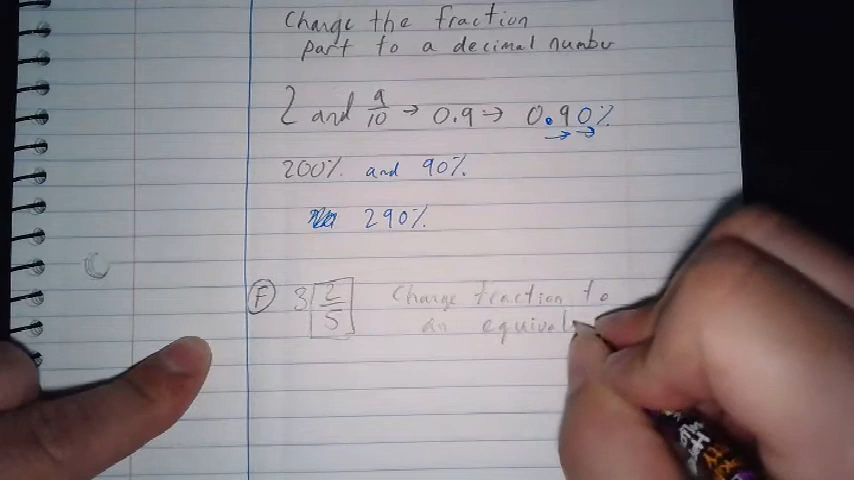 Change the fraction
part to a decimal number
2 and 9/10 → 0.9 → 0.90%
200% and 90%
290%
F 3 2/5 Change fraction to
an equival